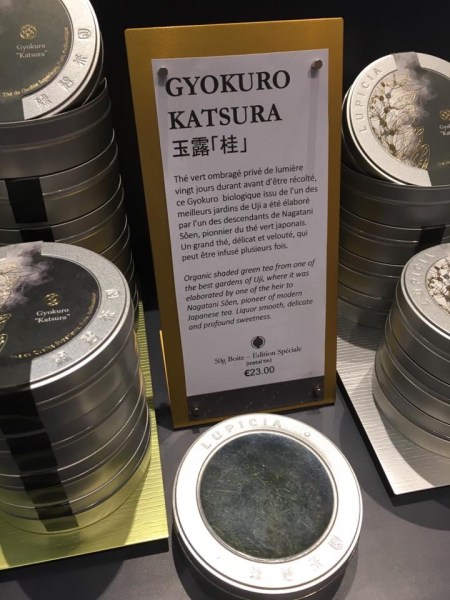 Gyokuro
"Katsura"
LUPICIA
GYOKURO
KATSURA
玉露「桂」
Thé vert ombragé privé de lumière
vingt jours durant avant d'être récolté,
ce Gyokuro biologique issu de l'un des
meilleurs jardins de Uji a été élaboré
par l'un des descendants de Nagatani
Sôen, pionnier du thé vert japonais.
Un grand thé, délicat et velouté, qui
peut être infusé plusieurs fois.
Organic shaded green tea from one of
the best gardens of Uji, where it was
elaborated by one of the heir to
Nagatani Sôen, pioneer of modern
Japanese tea. Liquor smooth, delicate
and profound sweetness.
50g Boite – Edition Spéciale
€23.00
Gyokuro
"Katsura"
LUPICIA
LUPICIA